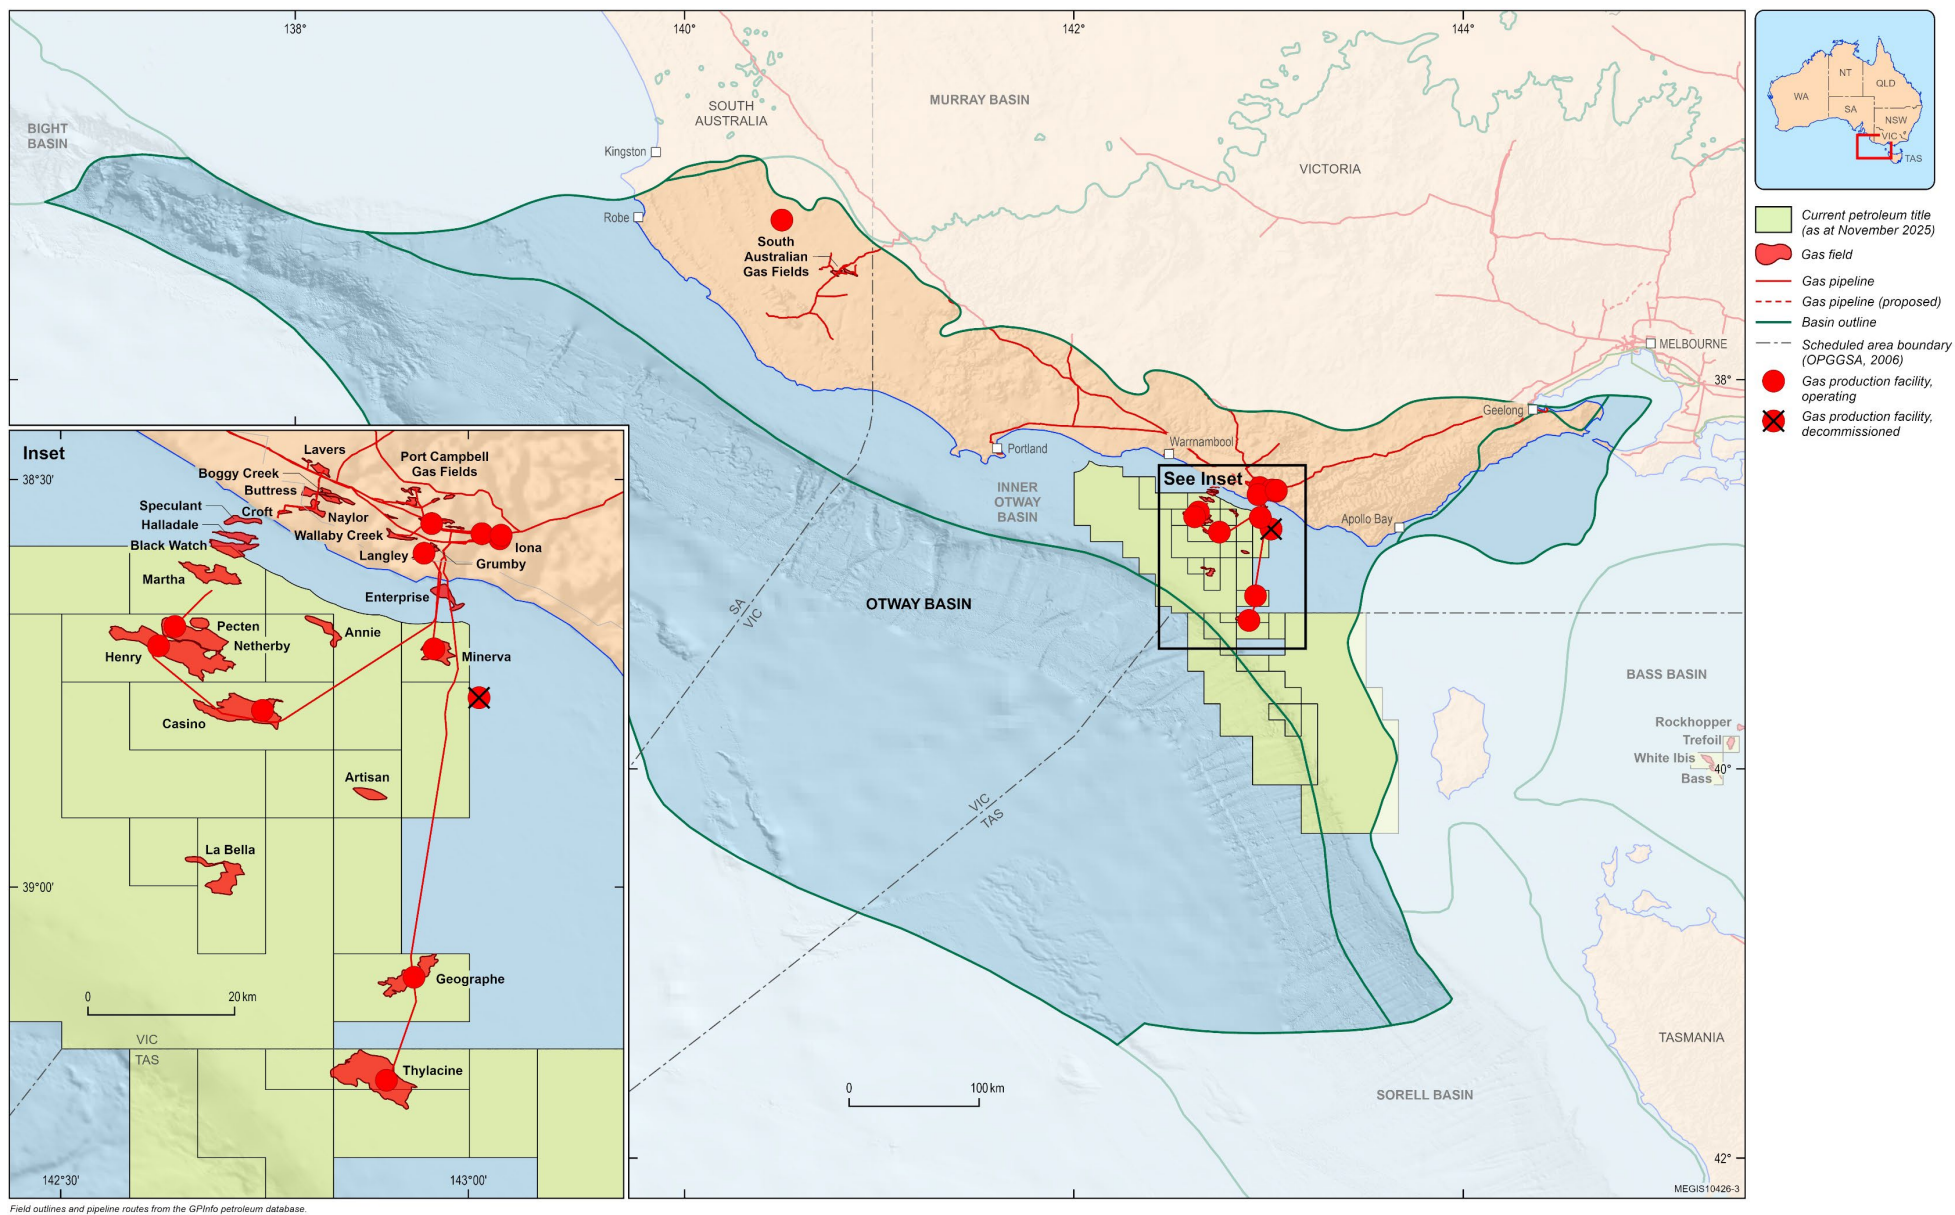 138°
140°
142°
144°
BIGHT
BASIN
SOUTH
AUSTRALIA
MURRAY BASIN
VICTORIA
Kingston
Robe
South
Australian
Gas Fields
MELBOURNE
38°
Geelong
Portland
Warrnambool
See Inset
INNER
OTWAY
BASIN
Apollo Bay
OTWAY BASIN
SA
VIC
VIC
TAS
BASS BASIN
Rockhopper
Trefoil
White Ibis
Bass
40°
TASMANIA
SORELL BASIN
0
100 km
42°
MEGIS10426-3
Inset
38°30'
Lavers
Port Campbell
Gas Fields
Boggy Creek
Buttress
Speculant
Croft
Naylor
Halladale
Wallaby Creek
Black Watch
Langley
Iona
Grumby
Martha
Enterprise
Pecten
Annie
Netherby
Henry
Minerva
Casino
Artisan
La Bella
39°00'
Geographe
0
20 km
VIC
TAS
Thylacine
142°30'
143°00'
Field outlines and pipeline routes from the GPInfo petroleum database.
WA
NT
QLD
SA
NSW
VIC
TAS
Current petroleum title
(as at November 2025)
Gas field
Gas pipeline
Gas pipeline (proposed)
Basin outline
Scheduled area boundary
(OPGGSA, 2006)
Gas production facility,
operating
Gas production facility,
decommissioned